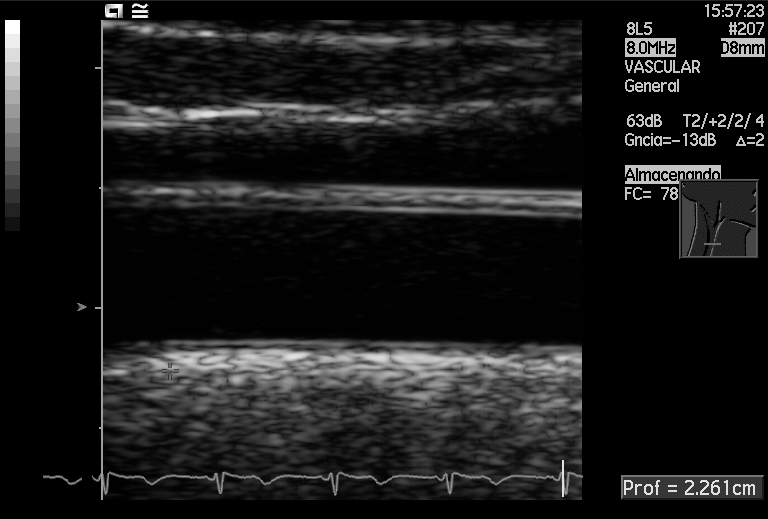 15:57:23
8L5 #207
8.0MHz 08mm
VASCULAR
General
63dB T2/+2/2/ 4
Gncia=-13dB Δ=2
Almacenando
FC= 78
Prof = 2.261cm